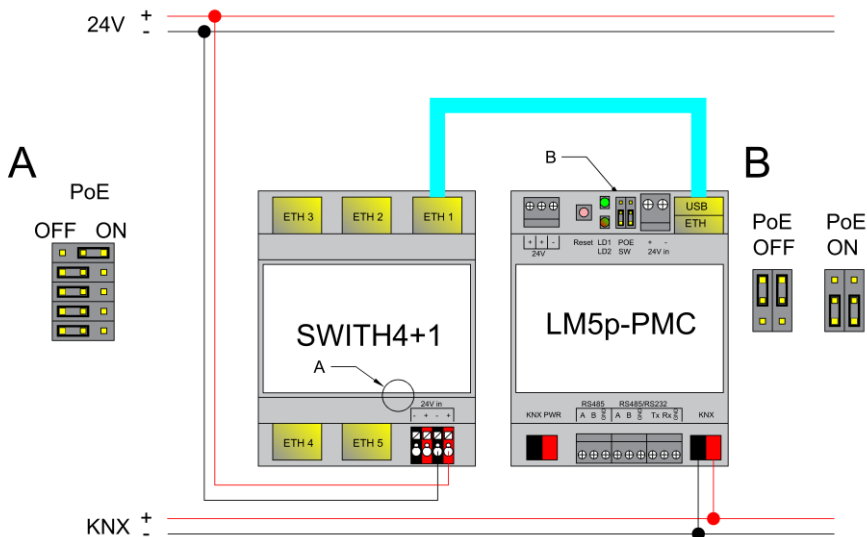 24V
+
-
A
PoE
OFF ON
B
B
PoE
OFF
PoE
ON
ETH 3
ETH 2
ETH 1
SWITH4+1
A
24V in
- + - +
ETH 4
ETH 5
USB
ETH
+ + -
24V
Reset
LD1
LD2
POE
SW
+ -
24V in
LM5p-PMC
KNX PWR
RS485
A B GND
RS485/RS232
A B GND Tx Rx GND
KNX
KNX
+
-